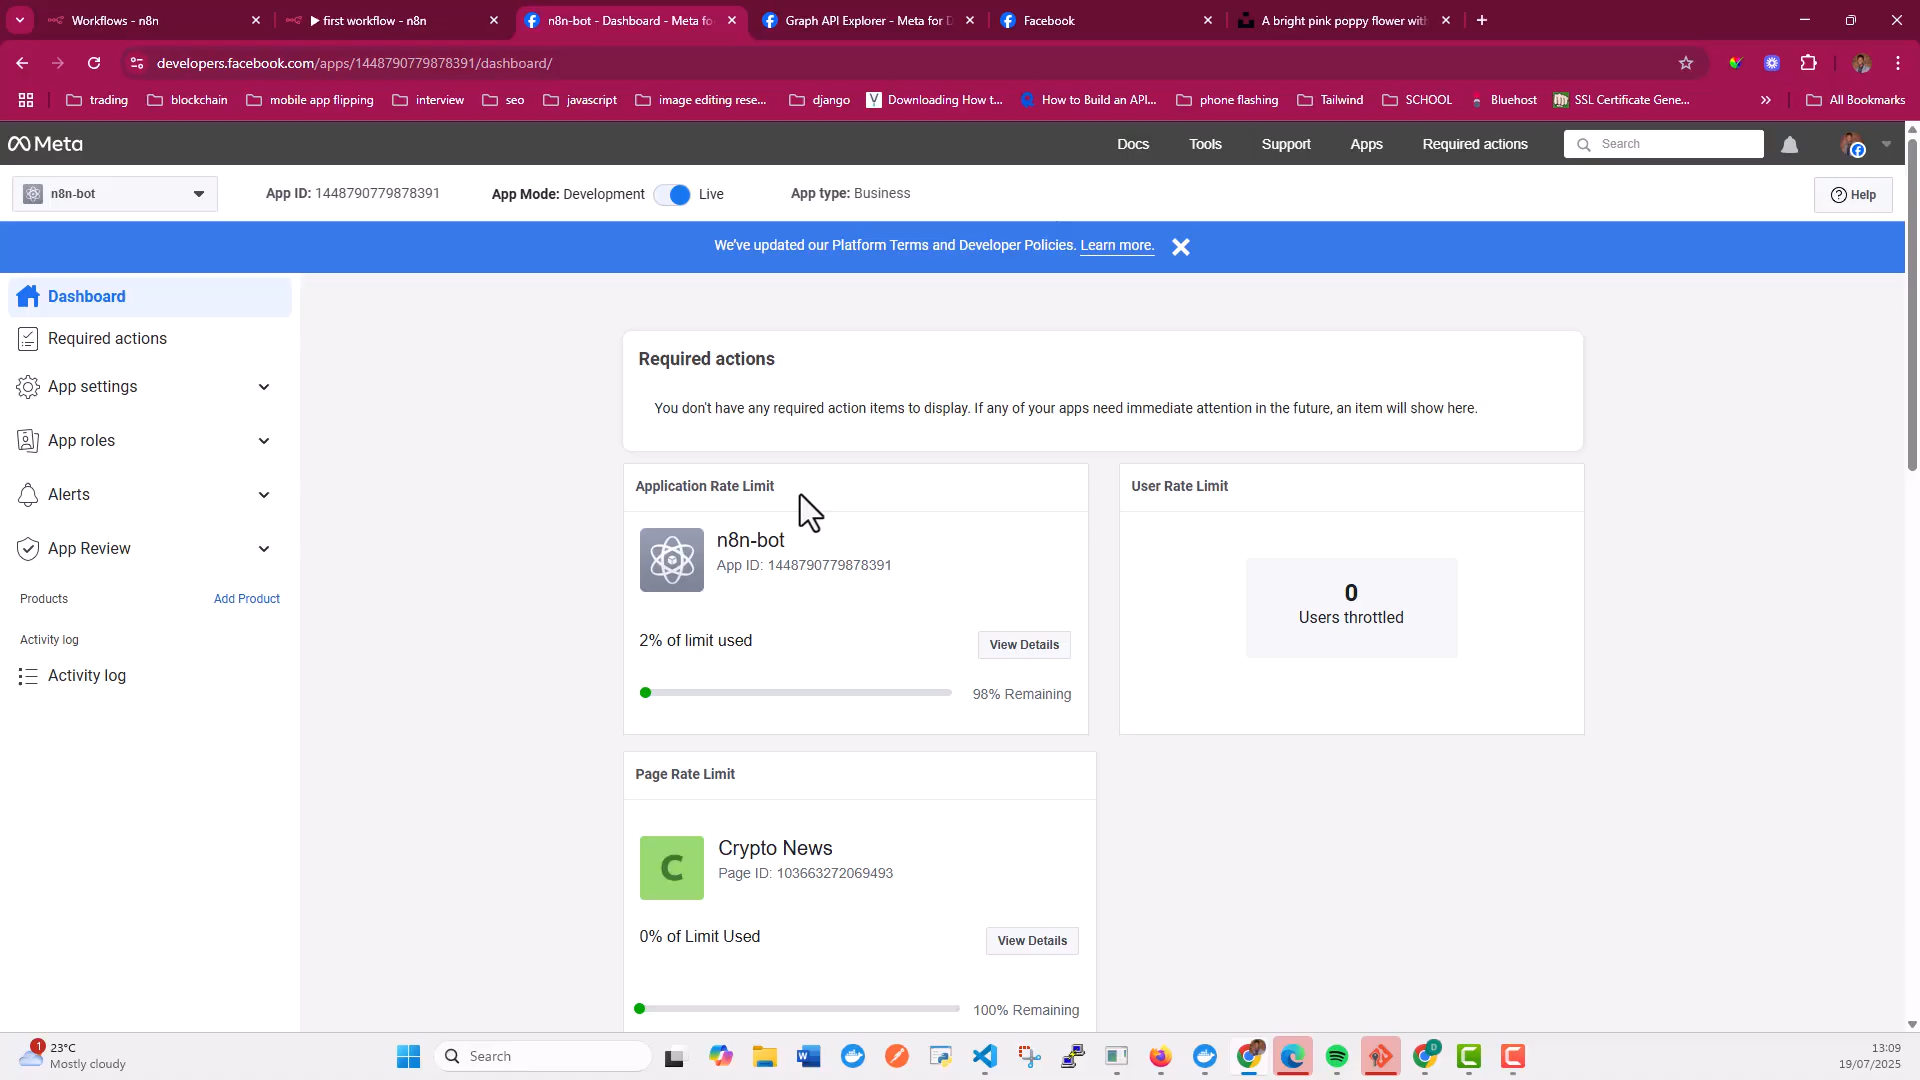 Workflows - n8n
▶ first workflow - n8n
n8n-bot - Dashboard - Meta fo
Graph API Explorer - Meta for D
Facebook
A bright pink poppy flower with
developers.facebook.com/apps/1448790779878391/dashboard/
trading
blockchain
mobile app flipping
interview
seo
javascript
image editing rese...
django
Downloading How t...
How to Build an API...
phone flashing
Tailwind
SCHOOL
Bluehost
SSL Certificate Gene...
»
All Bookmarks
Meta
Docs
Tools
Support
Apps
Required actions
Search
n8n-bot
App ID: 1448790779878391
App Mode: Development
Live
App type: Business
Help
We've updated our Platform Terms and Developer Policies. Learn more.
Dashboard
Required actions
App settings
App roles
Alerts
App Review
Products
Add Product
Activity log
Activity log
Required actions
You don't have any required action items to display. If any of your apps need immediate attention in the future, an item will show here.
Application Rate Limit
n8n-bot
App ID: 1448790779878391
2% of limit used
View Details
98% Remaining
User Rate Limit
0
Users throttled
Page Rate Limit
C
Crypto News
Page ID: 103663272069493
0% of Limit Used
View Details
100% Remaining
1
23°C
Mostly cloudy
Search
13:09
19/07/2025